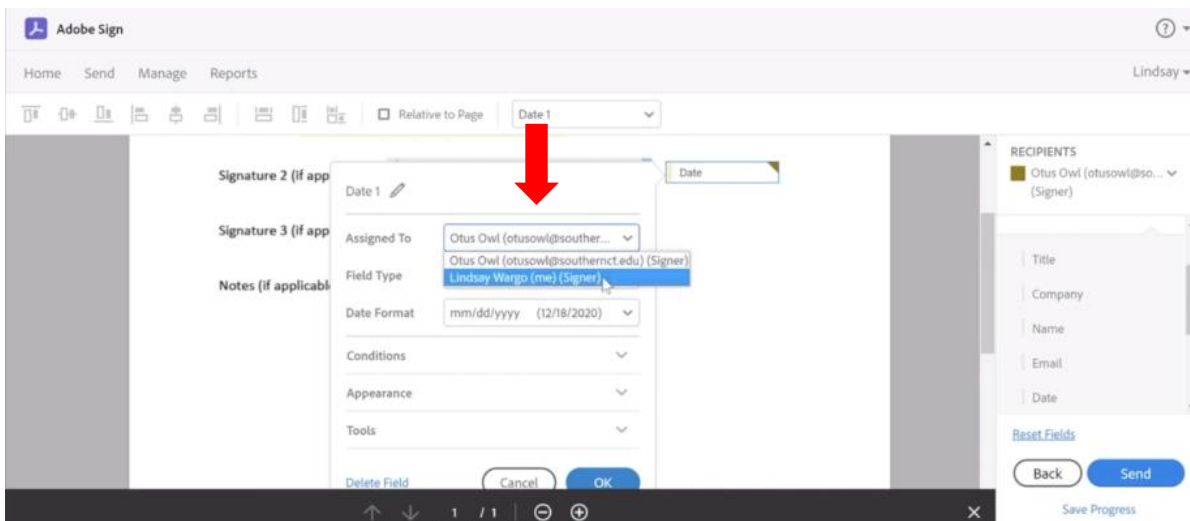 Adobe Sign
Home Send Manage Reports Lindsay
Relative to Page Date 1
RECIPIENTS
Otus Owl (otusowl@so...
(Signer)
Signature 2 (if app
Date
Date 1
Signature 3 (if app
Assigned To Otus Owl (otusowl@souther...
Otus Owl (otusowl@southernct.edu) (Signer)
Lindsay Wargo (me) (Signer)
Field Type
Notes (if applicabl
Date Format mm/dd/yyyy (12/18/2020)
Conditions
Appearance
Tools
Delete Field Cancel OK
Title
Company
Name
Email
Date
Reset Fields
Back Send
Save Progress
1 / 1